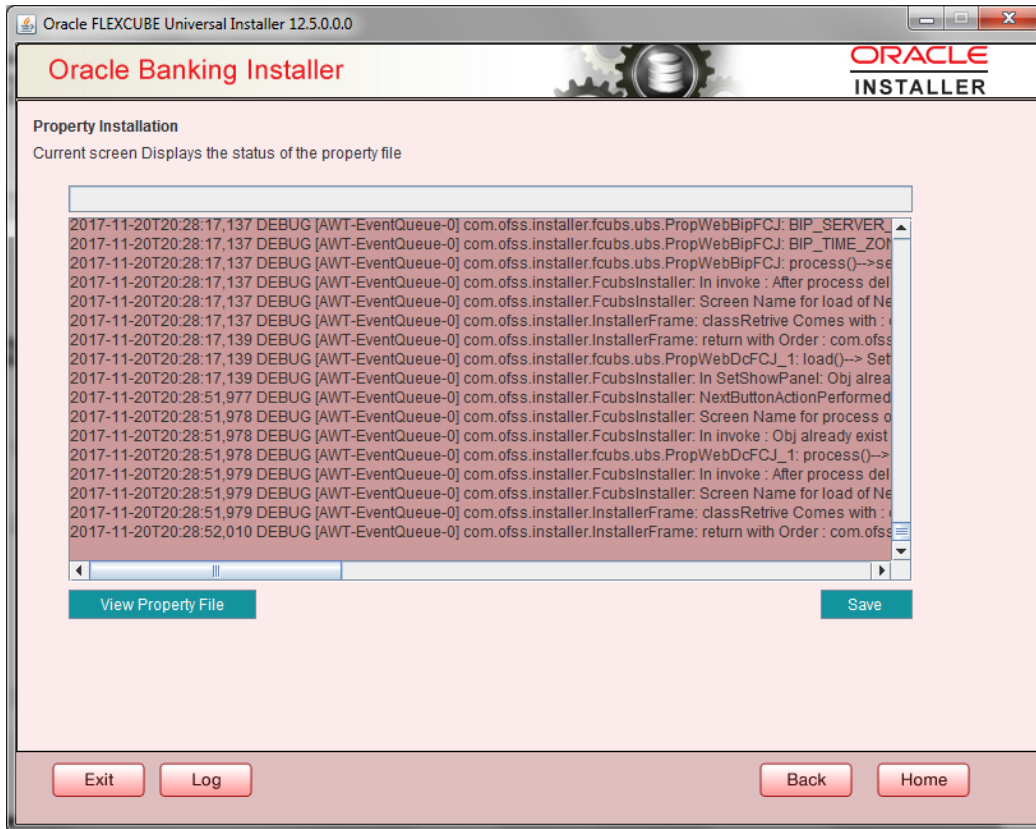 Oracle FLEXCUBE Universal Installer 12.5.0.0.0
Oracle Banking Installer
ORACLE
INSTALLER
Property Installation
Current screen Displays the status of the property file
2017-11-20T20:28:17,137 DEBUG [AWT-EventQueue-0] com.ofss.installer.fcubs.ubs.PropWebBipFCJ: BIP_SERVER_
2017-11-20T20:28:17,137 DEBUG [AWT-EventQueue-0] com.ofss.installer.fcubs.ubs.PropWebBipFCJ: BIP_TIME_ZON
2017-11-20T20:28:17,137 DEBUG [AWT-EventQueue-0] com.ofss.installer.fcubs.ubs.PropWebBipFCJ: process()-->se
2017-11-20T20:28:17,137 DEBUG [AWT-EventQueue-0] com.ofss.installer.FcubsInstaller: In invoke : After process del
2017-11-20T20:28:17,137 DEBUG [AWT-EventQueue-0] com.ofss.installer.FcubsInstaller: Screen Name for load of Ne
2017-11-20T20:28:17,137 DEBUG [AWT-EventQueue-0] com.ofss.installer.InstallerFrame: classRetrive Comes with :
2017-11-20T20:28:17,139 DEBUG [AWT-EventQueue-0] com.ofss.installer.InstallerFrame: return with Order : com.ofss
2017-11-20T20:28:17,139 DEBUG [AWT-EventQueue-0] com.ofss.installer.fcubs.ubs.PropWebDcFCJ_1: load()--> Set
2017-11-20T20:28:17,139 DEBUG [AWT-EventQueue-0] com.ofss.installer.FcubsInstaller: In SetShowPanel: Obj alrea
2017-11-20T20:28:51,977 DEBUG [AWT-EventQueue-0] com.ofss.installer.FcubsInstaller: NextButtonActionPerformed
2017-11-20T20:28:51,978 DEBUG [AWT-EventQueue-0] com.ofss.installer.FcubsInstaller: Screen Name for process o
2017-11-20T20:28:51,978 DEBUG [AWT-EventQueue-0] com.ofss.installer.FcubsInstaller: In invoke : Obj already exist
2017-11-20T20:28:51,978 DEBUG [AWT-EventQueue-0] com.ofss.installer.fcubs.ubs.PropWebDcFCJ_1: process()-->
2017-11-20T20:28:51,979 DEBUG [AWT-EventQueue-0] com.ofss.installer.FcubsInstaller: In invoke : After process del
2017-11-20T20:28:51,979 DEBUG [AWT-EventQueue-0] com.ofss.installer.FcubsInstaller: Screen Name for load of Ne
2017-11-20T20:28:51,979 DEBUG [AWT-EventQueue-0] com.ofss.installer.InstallerFrame: classRetrive Comes with :
2017-11-20T20:28:52,010 DEBUG [AWT-EventQueue-0] com.ofss.installer.InstallerFrame: return with Order : com.ofss
View Property File
Save
Exit
Log
Back
Home